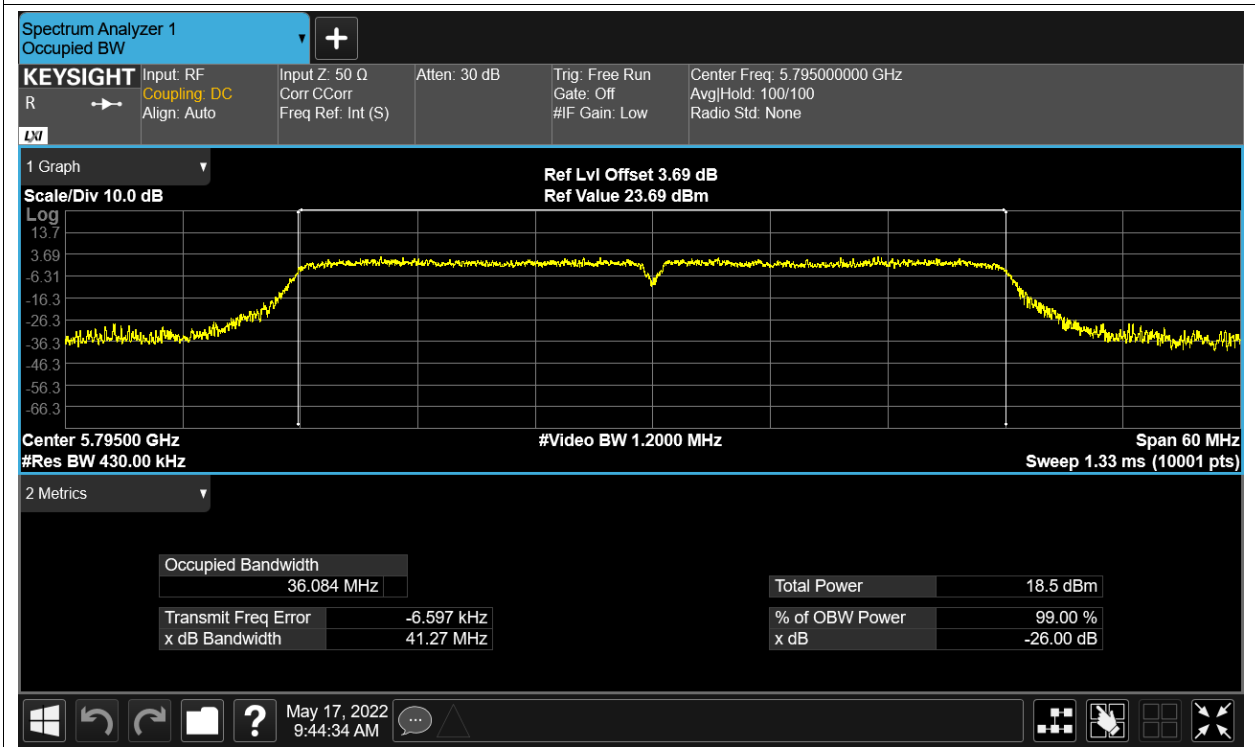 Spectrum Analyzer 1
Occupied BW
KEYSIGHT Input: RF Input Z: 50 Ω Atten: 30 dB Trig: Free Run Center Freq: 5.795000000 GHz
R Coupling: DC Corr CCorr Gate: Off Avg|Hold: 100/100
Align: Auto Freq Ref: Int (S) #IF Gain: Low Radio Std: None
LXI
1 Graph
Ref Lvl Offset 3.69 dB
Scale/Div 10.0 dB Ref Value 23.69 dBm
Log
13.7
3.69
-6.31
-16.3
-26.3
-36.3
-46.3
-56.3
-66.3
Center 5.79500 GHz #Video BW 1.2000 MHz Span 60 MHz
#Res BW 430.00 kHz Sweep 1.33 ms (10001 pts)
2 Metrics
Occupied Bandwidth
36.084 MHz Total Power 18.5 dBm
Transmit Freq Error -6.597 kHz % of OBW Power 99.00 %
x dB Bandwidth 41.27 MHz x dB -26.00 dB
May 17, 2022
9:44:34 AM